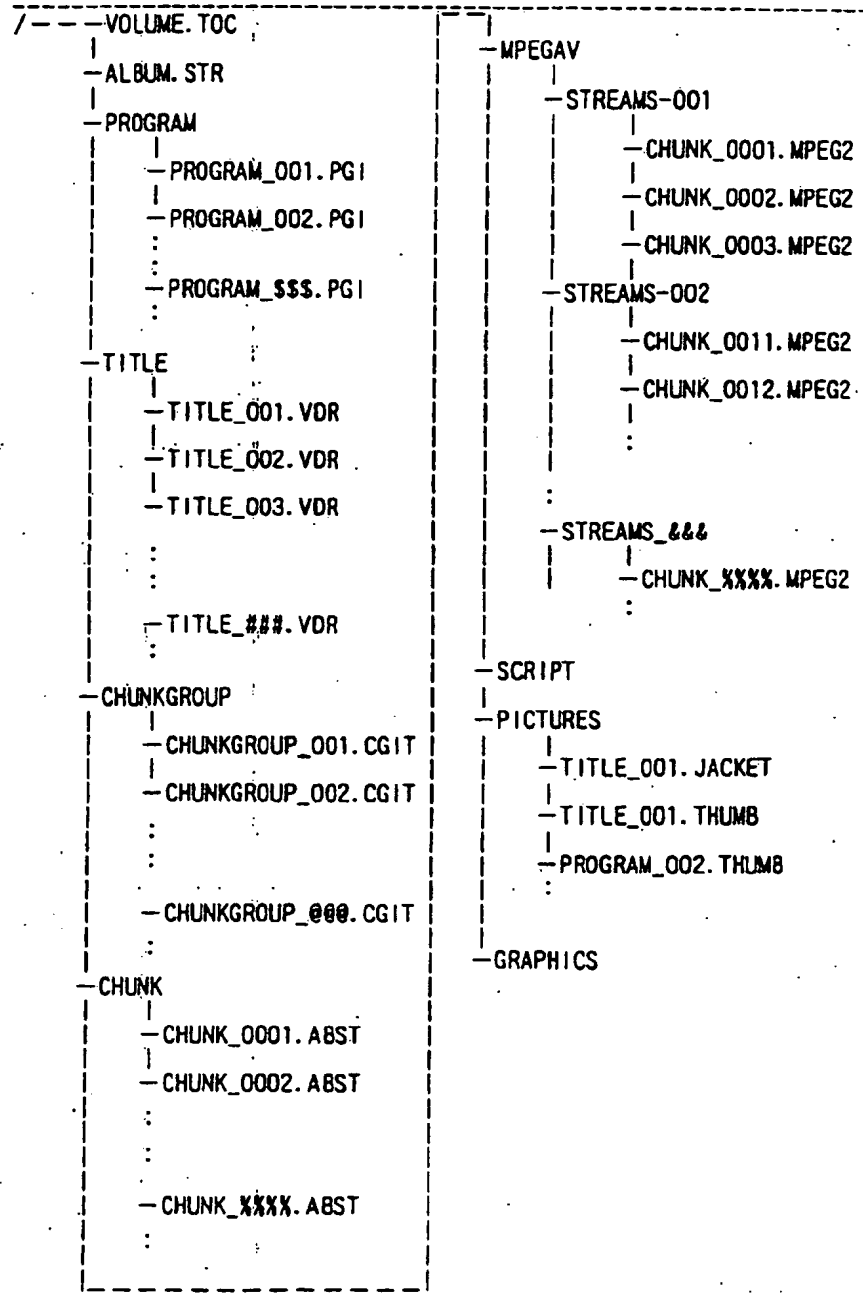 /---VOLUME.TOC
ALBUM.STR
PROGRAM
PROGRAM_001.PGI
PROGRAM_002.PGI
PROGRAM_$$$.PGI
TITLE
TITLE_001.VDR
TITLE_002.VDR
TITLE_003.VDR
TITLE_###.VDR
CHUNKGROUP
CHUNKGROUP_001.CGIT
CHUNKGROUP_002.CGIT
CHUNKGROUP_@@@.CGIT
CHUNK
CHUNK_0001.ABST
CHUNK_0002.ABST
CHUNK_%%%%.ABST
MPEGAV
STREAMS-001
CHUNK_0001.MPEG2
CHUNK_0002.MPEG2
CHUNK_0003.MPEG2
STREAMS-002
CHUNK_0011.MPEG2
CHUNK_0012.MPEG2
STREAMS_&&&
CHUNK_%%%%.MPEG2
SCRIPT
PICTURES
TITLE_001.JACKET
TITLE_001.THUMB
PROGRAM_002.THUMB
GRAPHICS